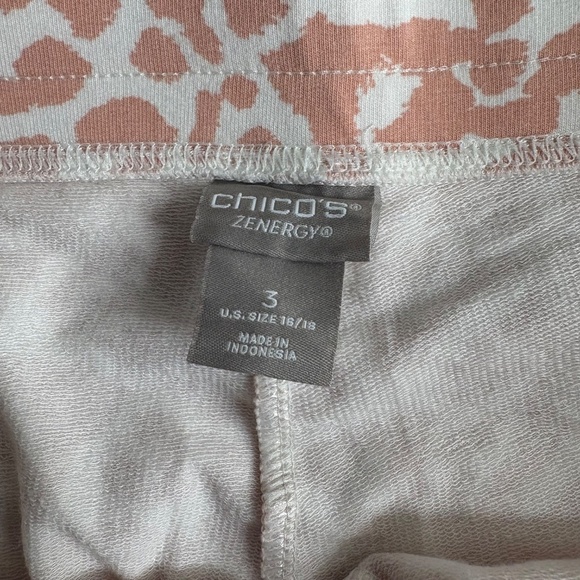 chico's®
ZENERGY®
3
U.S. SIZE 16/18
MADE IN
INDONESIA